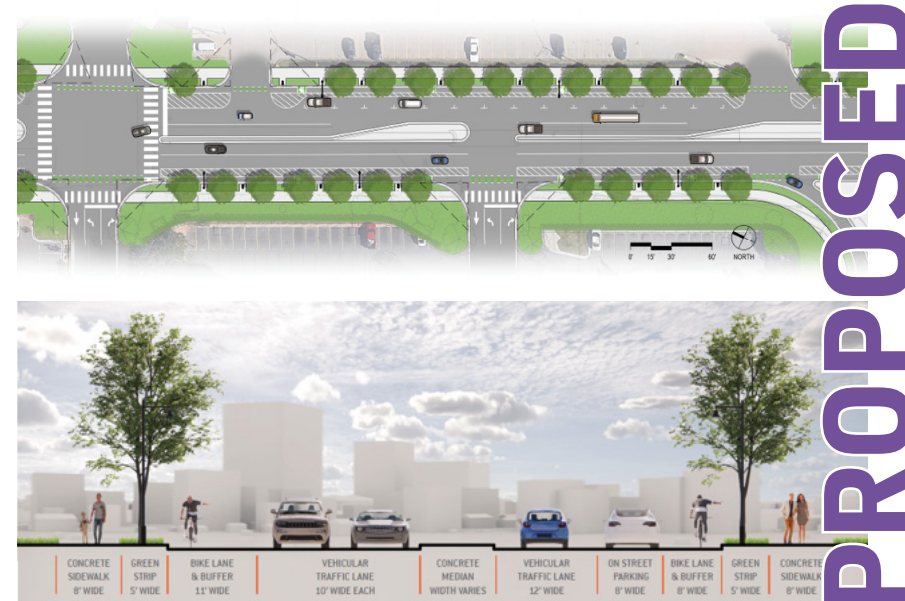 PROPOSED
0' 15' 30' 60' NORTH
CONCRETE
SIDEWALK
8' WIDE
GREEN
STRIP
5' WIDE
BIKE LANE
& BUFFER
11' WIDE
VEHICULAR
TRAFFIC LANE
10' WIDE EACH
CONCRETE
MEDIAN
WIDTH VARIES
VEHICULAR
TRAFFIC LANE
12' WIDE
ON STREET
PARKING
8' WIDE
BIKE LANE
& BUFFER
8' WIDE
GREEN
STRIP
5' WIDE
CONCRETE
SIDEWALK
8' WIDE